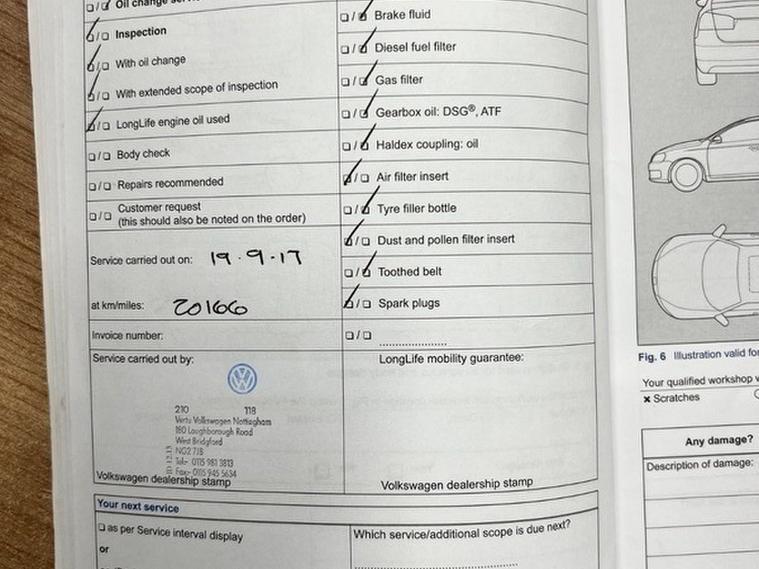 Oil change
Inspection
With oil change
With extended scope of inspection
LongLife engine oil used
Body check
Repairs recommended
Customer request
(this should also be noted on the order)
Service carried out on: 19.9.17
at km/miles: 20166
Invoice number:
Service carried out by:
210 118
Vertu Volkswagen Nottingham
180 Loughborough Road
West Bridgford
NG2 7JB
Tel:- 0115 981 3813
Fax:- 0115 945 5634
Volkswagen dealership stamp
Brake fluid
Diesel fuel filter
Gas filter
Gearbox oil: DSG®, ATF
Haldex coupling: oil
Air filter insert
Tyre filler bottle
Dust and pollen filter insert
Toothed belt
Spark plugs
LongLife mobility guarantee:
Volkswagen dealership stamp
Your next service
as per Service interval display
or
Which service/additional scope is due next?
Fig. 6 Illustration valid for
Your qualified workshop
x Scratches
Any damage?
Description of damage: